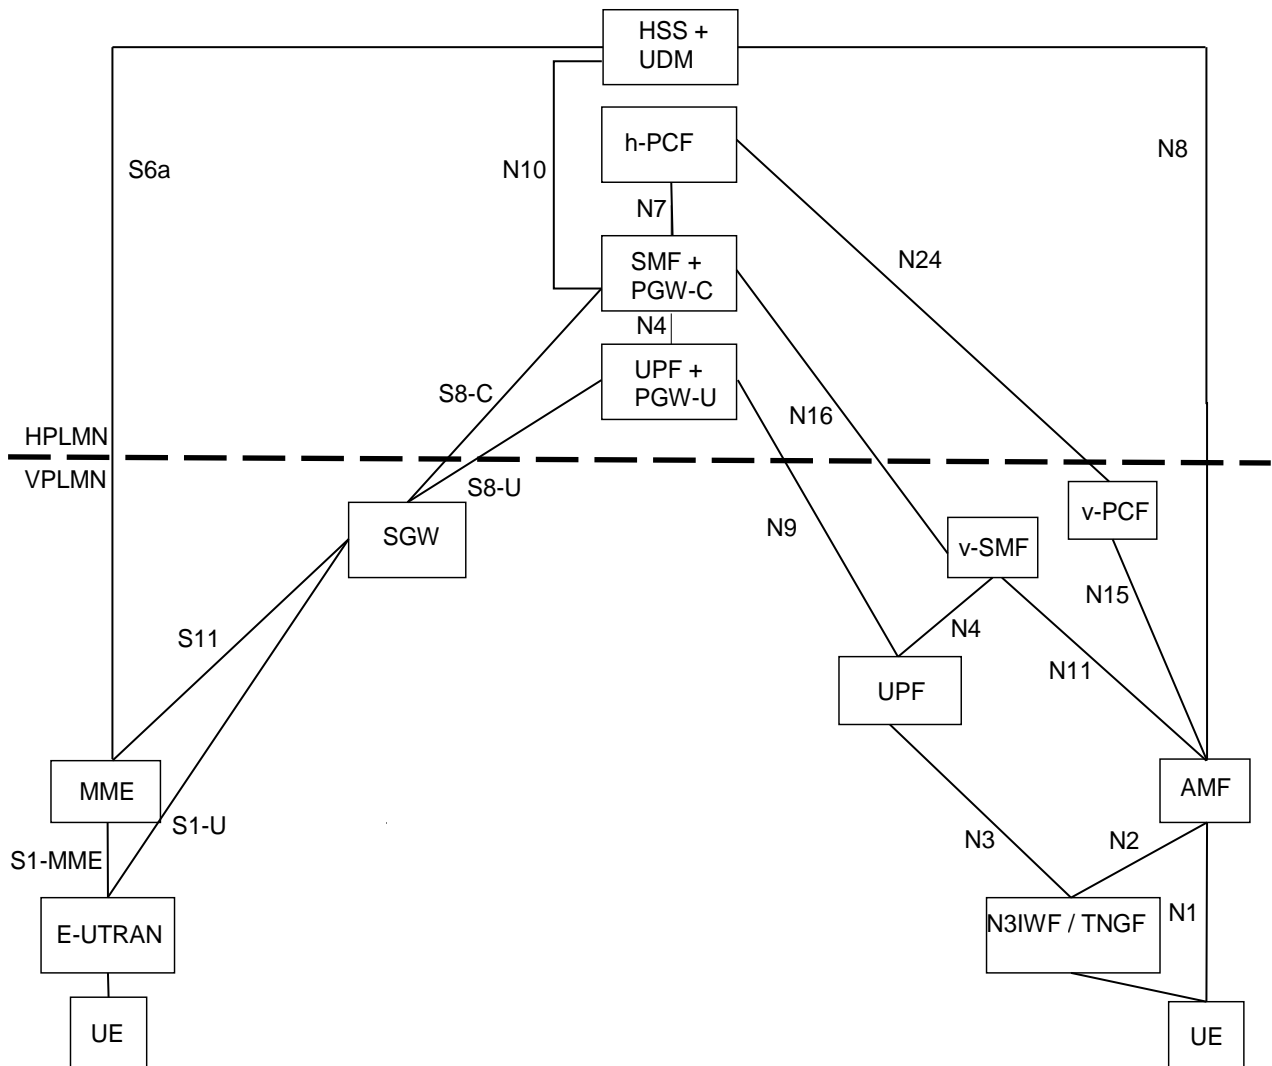 HSS +
UDM
h-PCF
N8
S6a
N10
N7
SMF +
PGW-C
N24
N4
UPF +
PGW-U
S8-C
N16
HPLMN
VPLMN
S8-U
v-PCF
SGW
N9
v-SMF
N15
S11
N4
N11
UPF
MME
AMF
S1-U
N3
N2
S1-MME
N1
E-UTRAN
N3IWF / TNGF
UE
UE